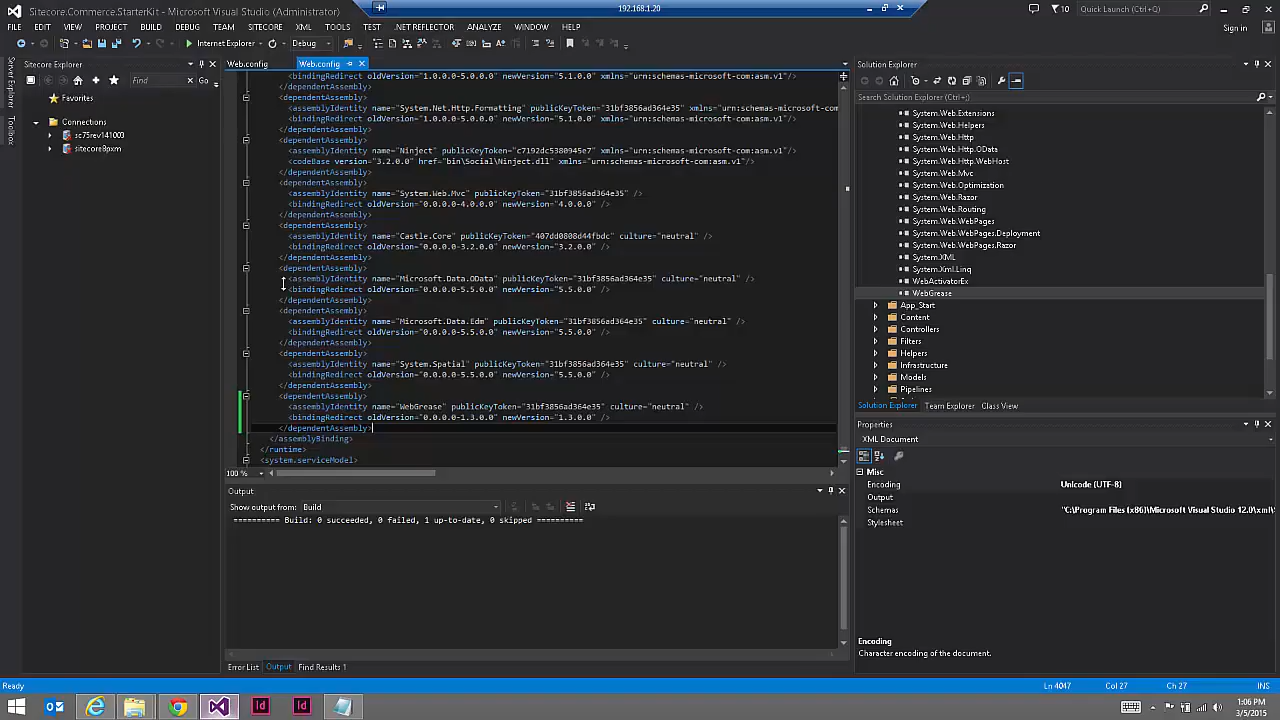 Sitecore.Commerce.StarterKit - Microsoft Visual Studio (Administrator)
192.168.1.20
10
Quick Launch (Ctrl+Q)
FILE EDIT VIEW PROJECT BUILD DEBUG TEAM SITECORE XML TOOLS TEST .NET REFLECTOR ANALYZE WINDOW HELP
Sign in
Internet Explorer
Debug
Sitecore Explorer
Find
Go
Favorites
Connections
sc75rev141003
sitecore8pxm
Sitecore Explorer
Toolbox
Web.config
Web.config
<bindingRedirect oldVersion="1.0.0.0-5.0.0.0" newVersion="5.1.0.0" xmlns="urn:schemas-microsoft-com:asm.v1"/>
</dependentAssembly>
<dependentAssembly>
<assemblyIdentity name="System.Net.Http.Formatting" publicKeyToken="31bf3856ad364e35" xmlns="urn:schemas-microsoft-com
<bindingRedirect oldVersion="1.0.0.0-5.0.0.0" newVersion="5.1.0.0" xmlns="urn:schemas-microsoft-com:asm.v1"/>
</dependentAssembly>
<dependentAssembly>
<assemblyIdentity name="Ninject" publicKeyToken="c7192dc5380945e7" xmlns="urn:schemas-microsoft-com:asm.v1"/>
<codeBase version="3.2.0.0" href="bin\Social\Ninject.dll" xmlns="urn:schemas-microsoft-com:asm.v1"/>
</dependentAssembly>
<dependentAssembly>
<assemblyIdentity name="System.Web.Mvc" publicKeyToken="31bf3856ad364e35" />
<bindingRedirect oldVersion="0.0.0.0-4.0.0.0" newVersion="4.0.0.0" />
</dependentAssembly>
<dependentAssembly>
<assemblyIdentity name="Castle.Core" publicKeyToken="407dd0808d44fbdc" culture="neutral" />
<bindingRedirect oldVersion="0.0.0.0-3.2.0.0" newVersion="3.2.0.0" />
</dependentAssembly>
<dependentAssembly>
<assemblyIdentity name="Microsoft.Data.OData" publicKeyToken="31bf3856ad364e35" culture="neutral" />
<bindingRedirect oldVersion="0.0.0.0-5.5.0.0" newVersion="5.5.0.0" />
</dependentAssembly>
<dependentAssembly>
<assemblyIdentity name="Microsoft.Data.Edm" publicKeyToken="31bf3856ad364e35" culture="neutral" />
<bindingRedirect oldVersion="0.0.0.0-5.5.0.0" newVersion="5.5.0.0" />
</dependentAssembly>
<dependentAssembly>
<assemblyIdentity name="System.Spatial" publicKeyToken="31bf3856ad364e35" culture="neutral" />
<bindingRedirect oldVersion="0.0.0.0-5.5.0.0" newVersion="5.5.0.0" />
</dependentAssembly>
<dependentAssembly>
<assemblyIdentity name="WebGrease" publicKeyToken="31bf3856ad364e35" culture="neutral" />
<bindingRedirect oldVersion="0.0.0.0-1.3.0.0" newVersion="1.3.0.0" />
</dependentAssembly>
</assemblyBinding>
</runtime>
<system.serviceModel>
100 %
Output
Show output from: Build
========== Build: 0 succeeded, 0 failed, 1 up-to-date, 0 skipped ==========
Error List Output Find Results 1
Solution Explorer
Search Solution Explorer (Ctrl+;)
System.Web.Extensions
System.Web.Helpers
System.Web.Http
System.Web.Http.OData
System.Web.Http.WebHost
System.Web.Mvc
System.Web.Optimization
System.Web.Razor
System.Web.Routing
System.Web.WebPages
System.Web.WebPages.Deployment
System.Web.WebPages.Razor
System.XML
System.Xml.Linq
WebActivatorEx
WebGrease
App_Start
Content
Controllers
Filters
Helpers
Infrastructure
Models
Pipelines
Solution Explorer Team Explorer Class View
Properties
XML Document
Misc
Encoding Unicode (UTF-8)
Output
Schemas "C:\Program Files (x86)\Microsoft Visual Studio 12.0\xml\S
Stylesheet
Encoding
Character encoding of the document.
Ready
Ln 4047 Col 27 Ch 27 INS
1:06 PM
3/5/2015